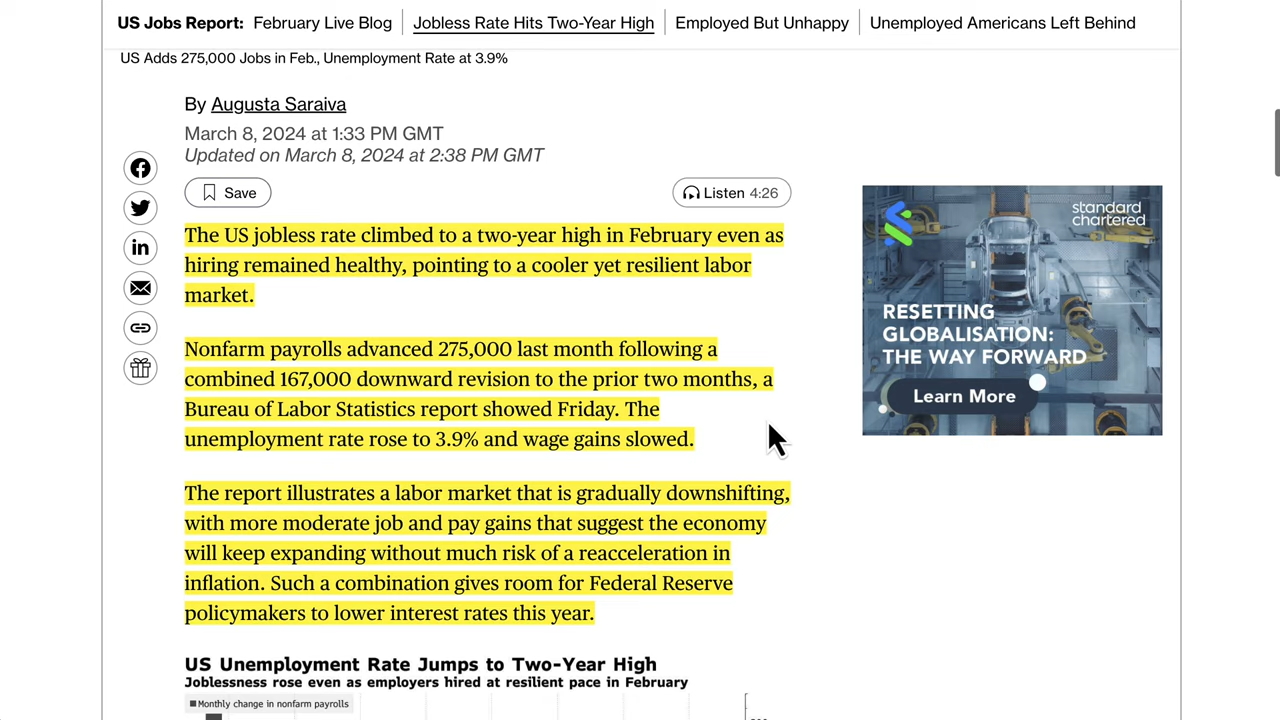 US Jobs Report: February Live Blog Jobless Rate Hits Two-Year High Employed But Unhappy Unemployed Americans Left Behind
US Adds 275,000 Jobs in Feb., Unemployment Rate at 3.9%
By Augusta Saraiva
March 8, 2024 at 1:33 PM GMT
Updated on March 8, 2024 at 2:38 PM GMT
Save
Listen 4:26
The US jobless rate climbed to a two-year high in February even as
hiring remained healthy, pointing to a cooler yet resilient labor
market.
Nonfarm payrolls advanced 275,000 last month following a
combined 167,000 downward revision to the prior two months, a
Bureau of Labor Statistics report showed Friday. The
unemployment rate rose to 3.9% and wage gains slowed.
The report illustrates a labor market that is gradually downshifting,
with more moderate job and pay gains that suggest the economy
will keep expanding without much risk of a reacceleration in
inflation. Such a combination gives room for Federal Reserve
policymakers to lower interest rates this year.
US Unemployment Rate Jumps to Two-Year High
Joblessness rose even as employers hired at resilient pace in February
Monthly change in nonfarm payrolls
standard
chartered
RESETTING
GLOBALISATION:
THE WAY FORWARD
Learn More